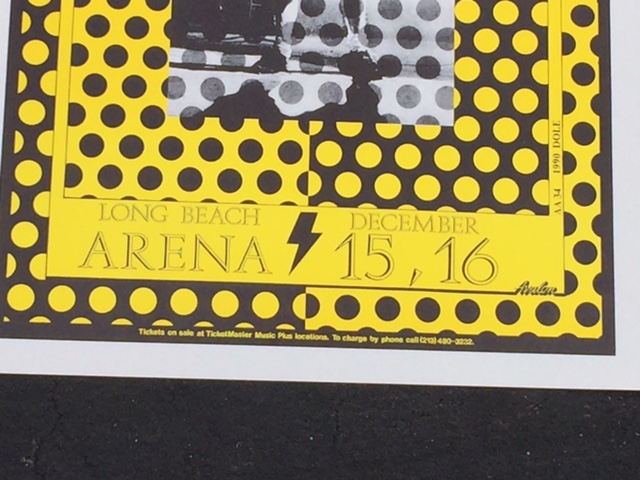 LONG BEACH
ARENA
DECEMBER
15, 16
Avalon
AV34 1990 DOLE
Tickets on sale at TicketMaster Music Plus locations. To charge by phone call (213) 480-3232.